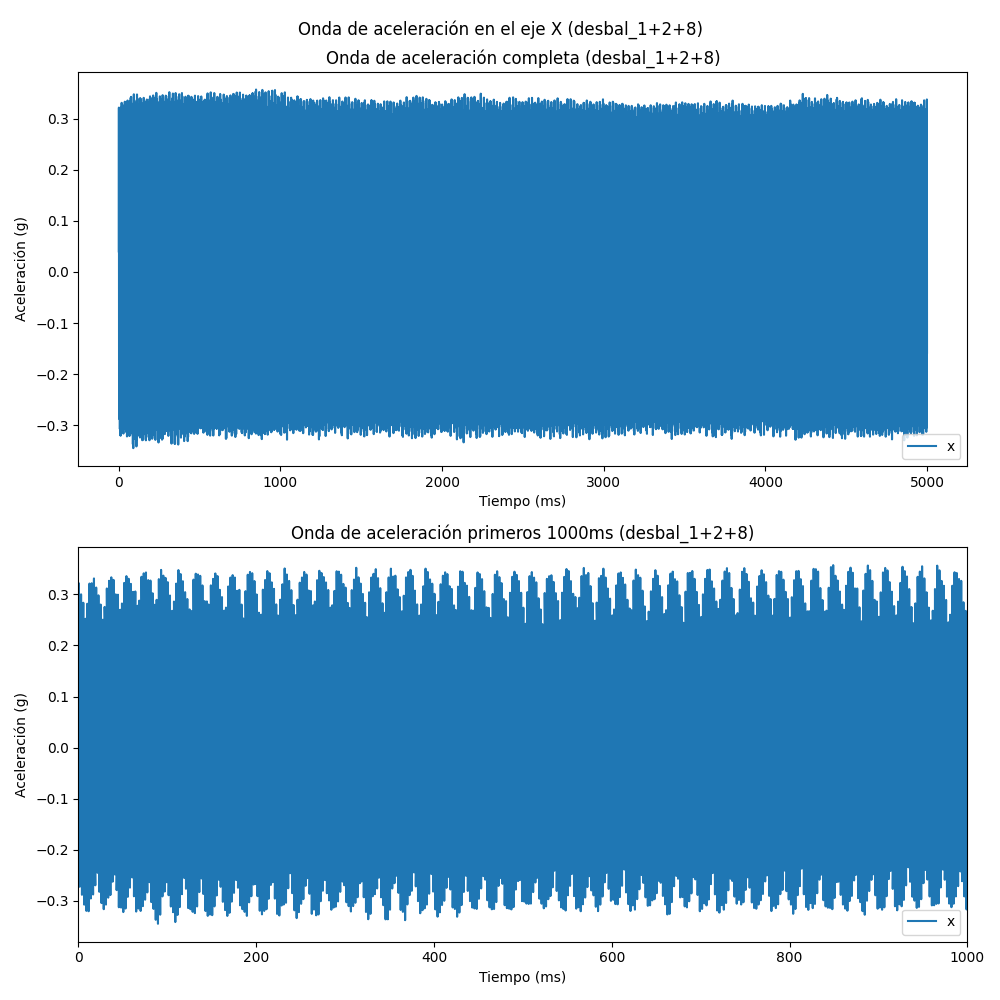 Onda de aceleración en el eje X (desbal_1+2+8)
Onda de aceleración completa (desbal_1+2+8)
0.3
0.2
0.1
0.0
−0.1
−0.2
−0.3
Aceleración (g)
x
0 1000 2000 3000 4000 5000
Tiempo (ms)
Onda de aceleración primeros 1000ms (desbal_1+2+8)
0.3
0.2
0.1
0.0
−0.1
−0.2
−0.3
Aceleración (g)
x
0 200 400 600 800 1000
Tiempo (ms)